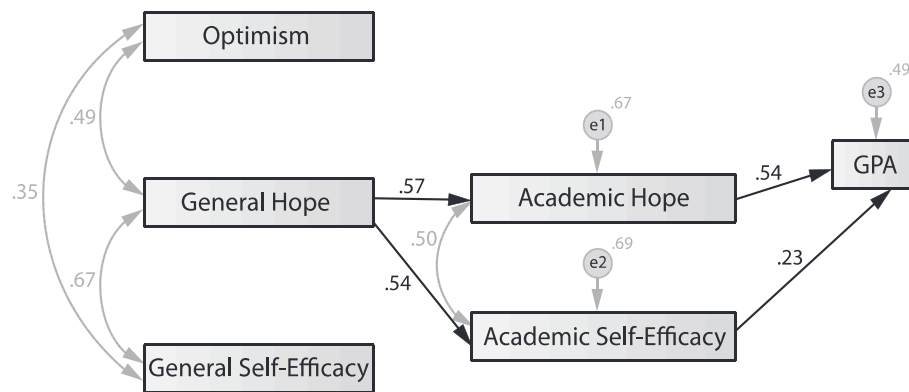 Optimism
.49
.35
General Hope
.67
General Self-Efficacy
.57
.54
e1
.67
Academic Hope
.50
e2
.69
Academic Self-Efficacy
.54
.23
e3
.49
GPA